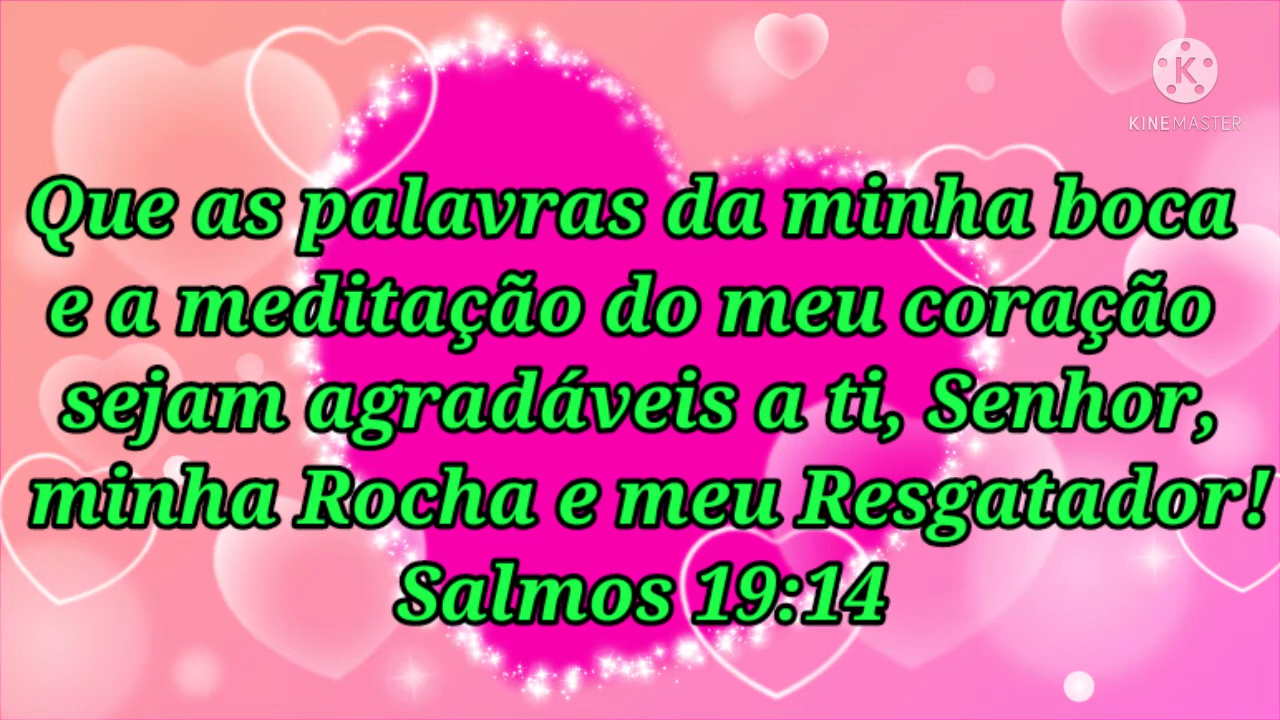 KINEMASTER
Que as palavras da minha boca
e a meditação do meu coração
sejam agradáveis a ti, Senhor,
minha Rocha e meu Resgatador!
Salmos 19:14